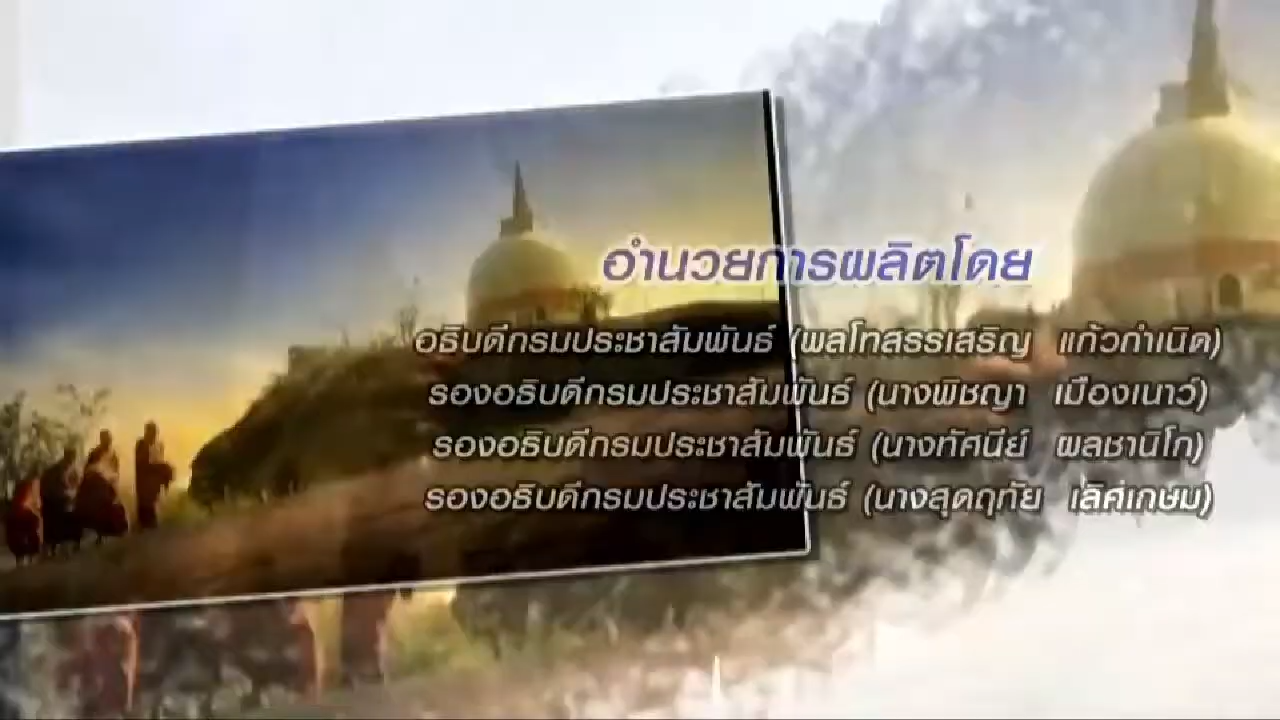 อำนวยการผลิตโดย
อธิบดีกรมประชาสัมพันธ์ (พลโทสรรเสริญ แก้วกำเนิด)
รองอธิบดีกรมประชาสัมพันธ์ (นางพิชญา เมืองเนาว์)
รองอธิบดีกรมประชาสัมพันธ์ (นางทัศนีย์ ผลชานิโก)
รองอธิบดีกรมประชาสัมพันธ์ (นางสุดฤทัย เลิศเกษม)